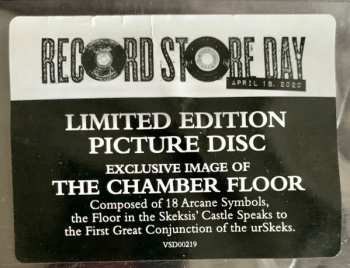 RECORD STORE DAY
APRIL 18, 2020
LIMITED EDITION
PICTURE DISC
EXCLUSIVE IMAGE OF
THE CHAMBER FLOOR
Composed of 18 Arcane Symbols,
the Floor in the Skeksis' Castle Speaks to
the First Great Conjunction of the urSkeks.
VSD00219